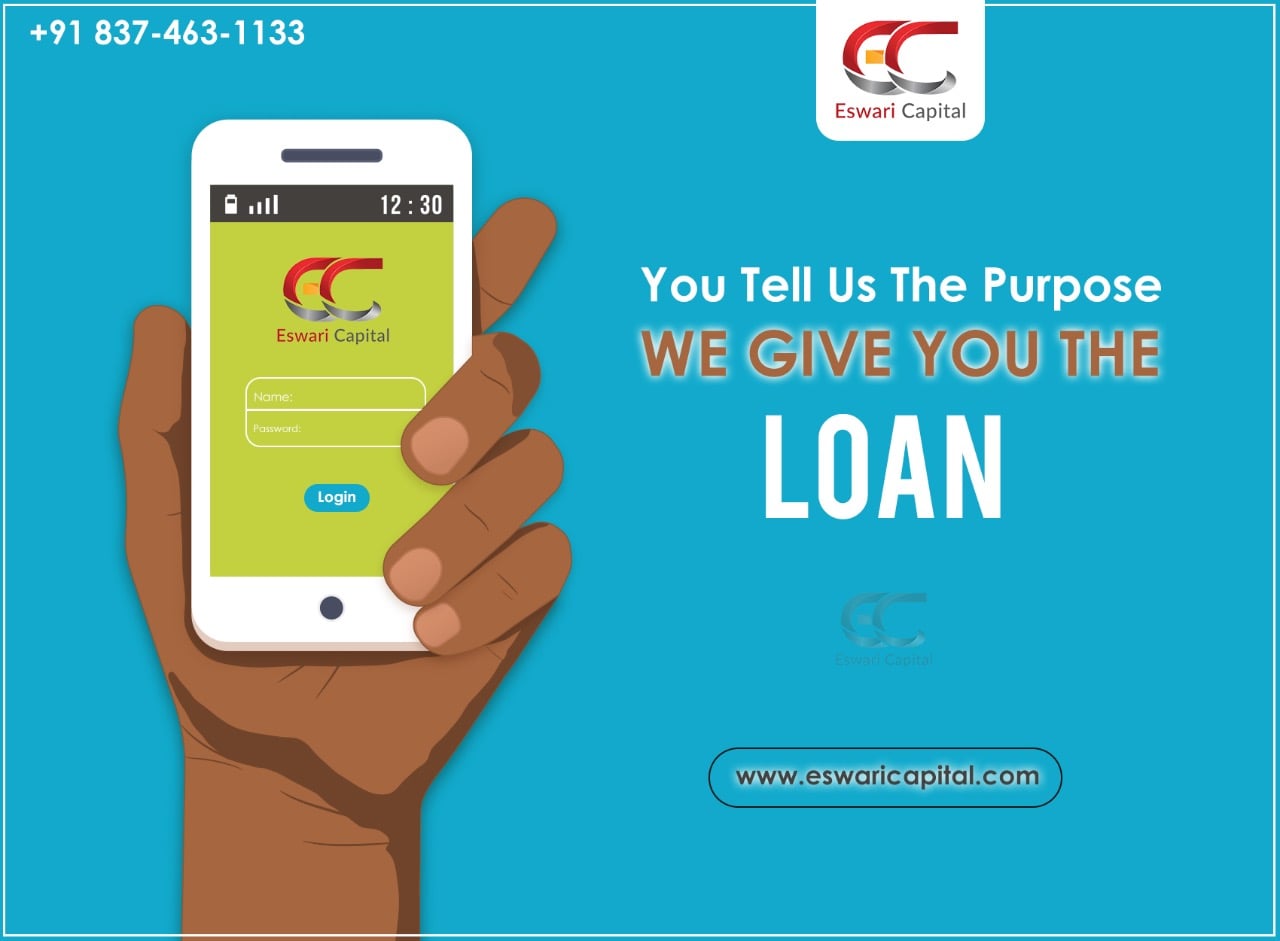 +91 837-463-1133
Eswari Capital
12 : 30
Eswari Capital
Name:
Password:
Login
You Tell Us The Purpose
WE GIVE YOU THE
LOAN
Eswari Capital
www.eswaricapital.com